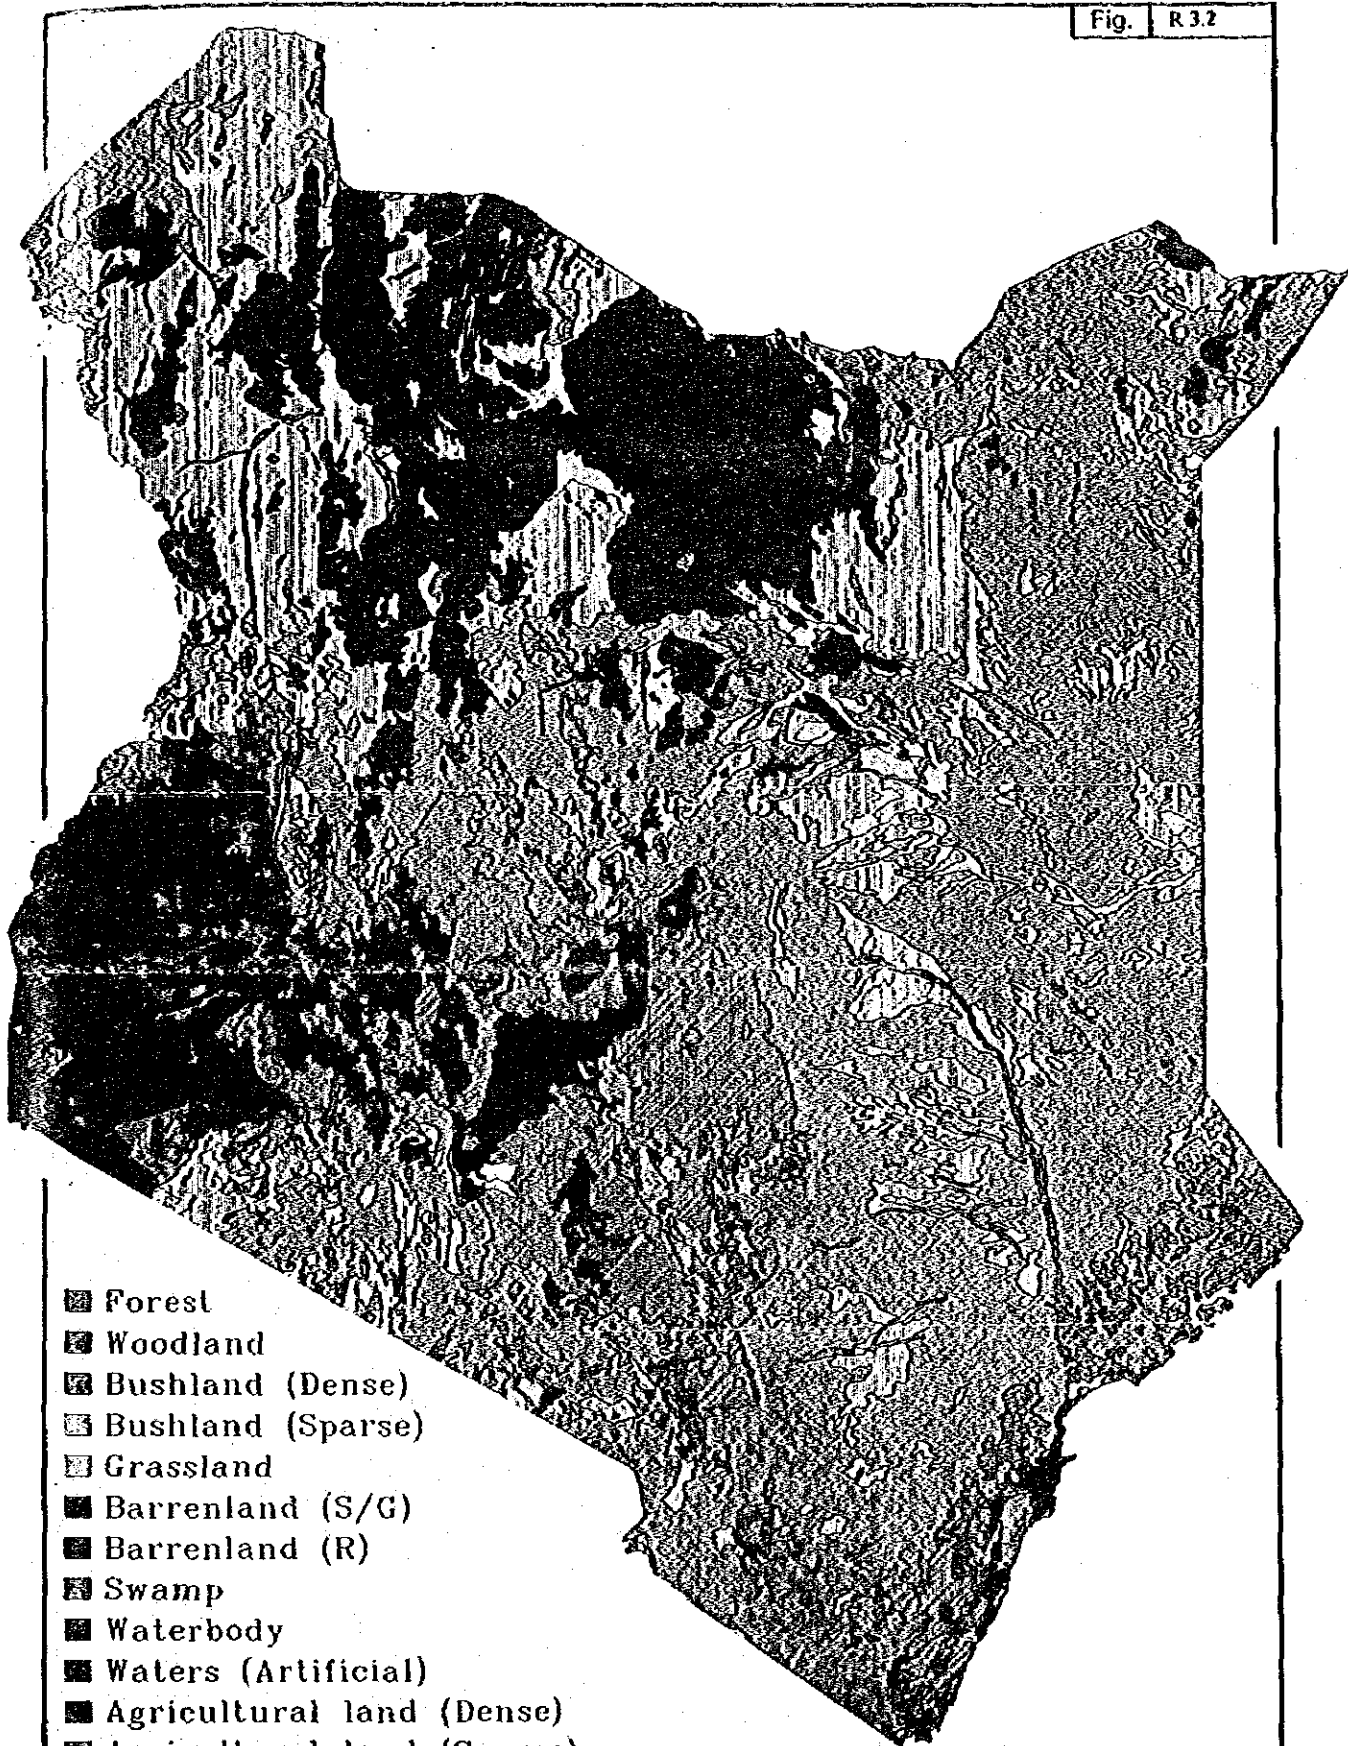 Fig. R 3.2
Forest
Woodland
Bushland (Dense)
Bushland (Sparse)
Grassland
Barrenland (S/G)
Barrenland (R)
Swamp
Waterbody
Waters (Artificial)
Agricultural land (Dense)